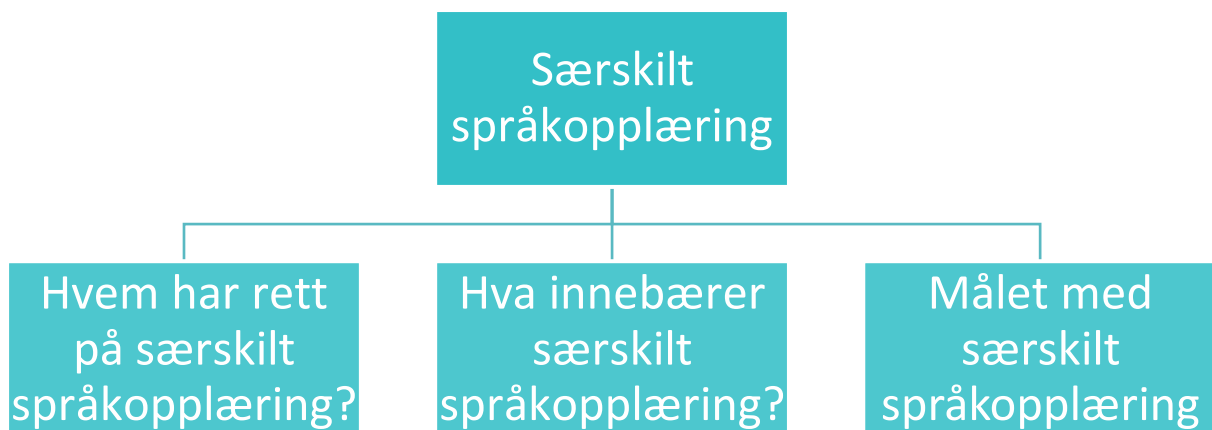 Særskilt
språkopplæring
Hvem har rett
på særskilt
språkopplæring?
Hva innebærer
særskilt
språkopplæring?
Målet med
særskilt
språkopplæring